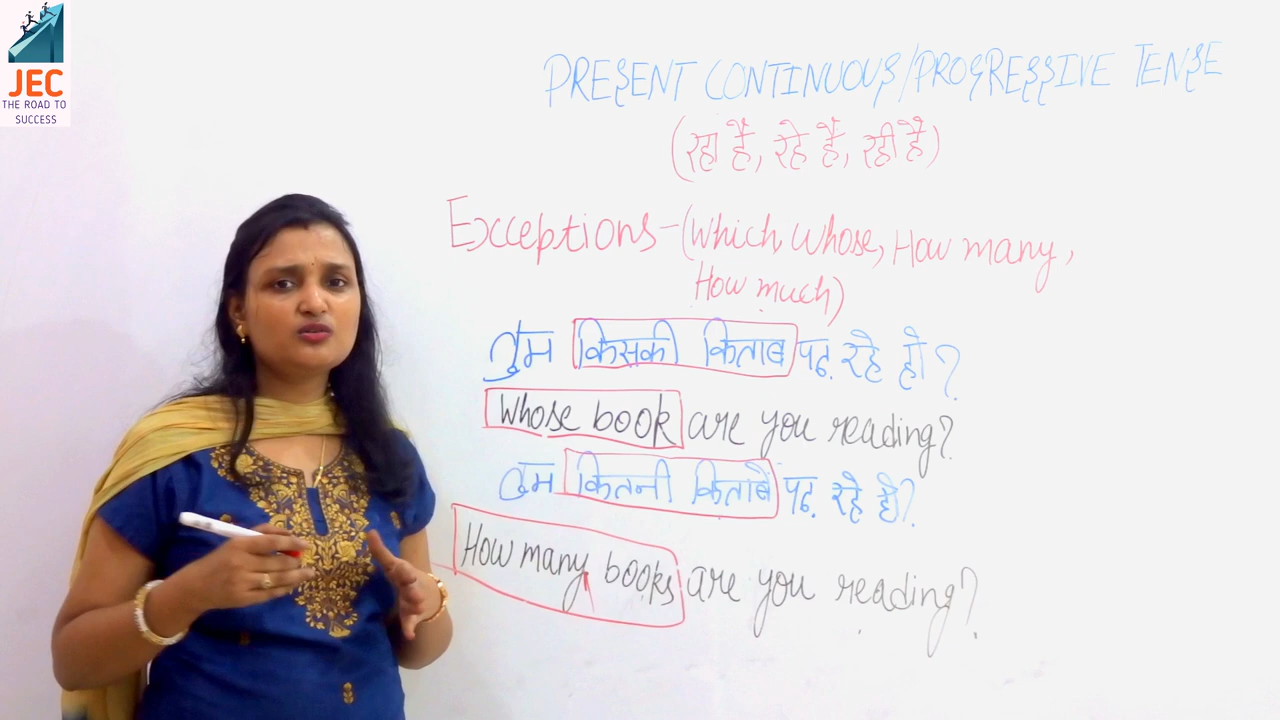 JEC
THE ROAD TO
SUCCESS
PRESENT CONTINUOUS/PROGRESSIVE TENSE
(रहा है, रहे हैं, रही है)
Exceptions-(Which, Whose, How many,
How much)
तुम किसकी किताब पढ़ रहे हो?
Whose book are you reading?
तुम कितनी किताबें पढ़ रहे हो?
How many books are you reading?